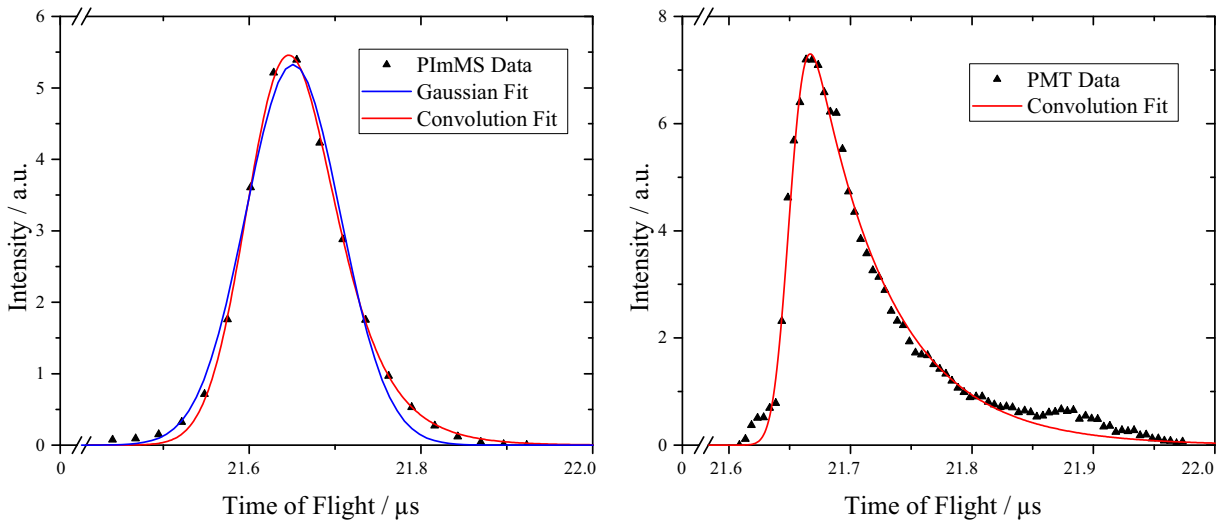 6
5
4
3
2
1
0
Intensity / a.u.
0
21.6
21.8
22.0
Time of Flight / µs
PImMS Data
Gaussian Fit
Convolution Fit
8
6
4
2
0
Intensity / a.u.
0
21.6
21.7
21.8
21.9
22.0
Time of Flight / µs
PMT Data
Convolution Fit